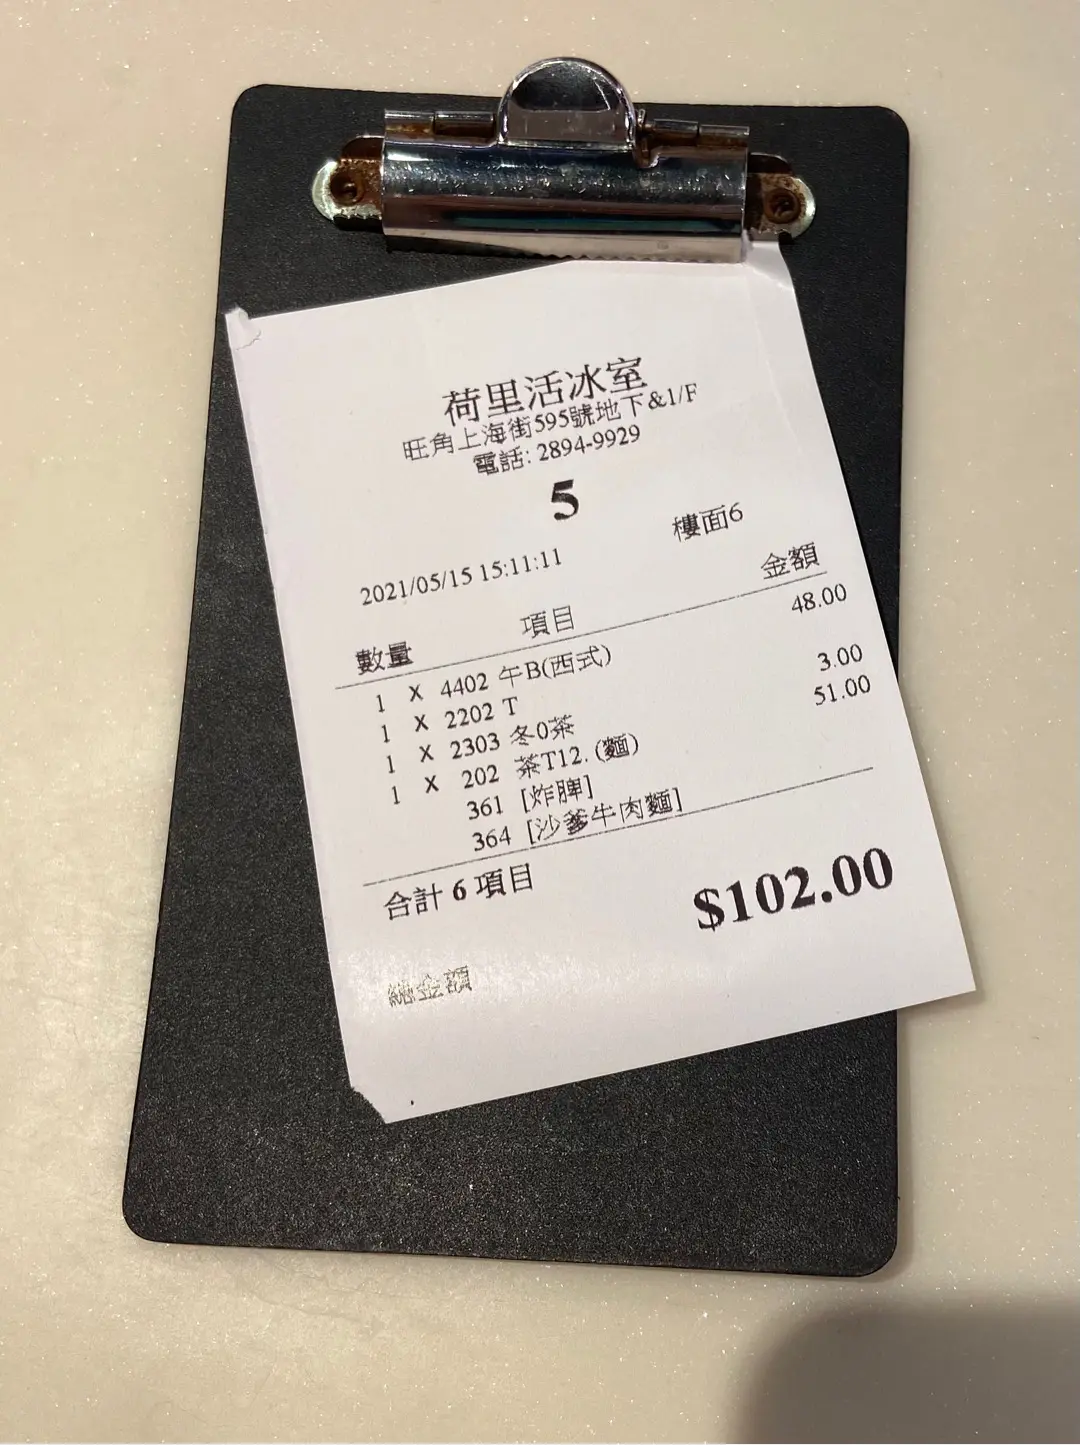 荷里活冰室
旺角上海街595號地下&1/F
電話: 2894-9929
5
樓面6
2021/05/15 15:11:11
數量 項目 金額
1 X 4402 午B(西式) 48.00
1 X 2202 T
1 X 2303 冬0茶 3.00
1 X 202 茶T12. (麵) 51.00
361 [炸脾]
364 [沙爹牛肉麵]
合計 6 項目
$102.00
總金額